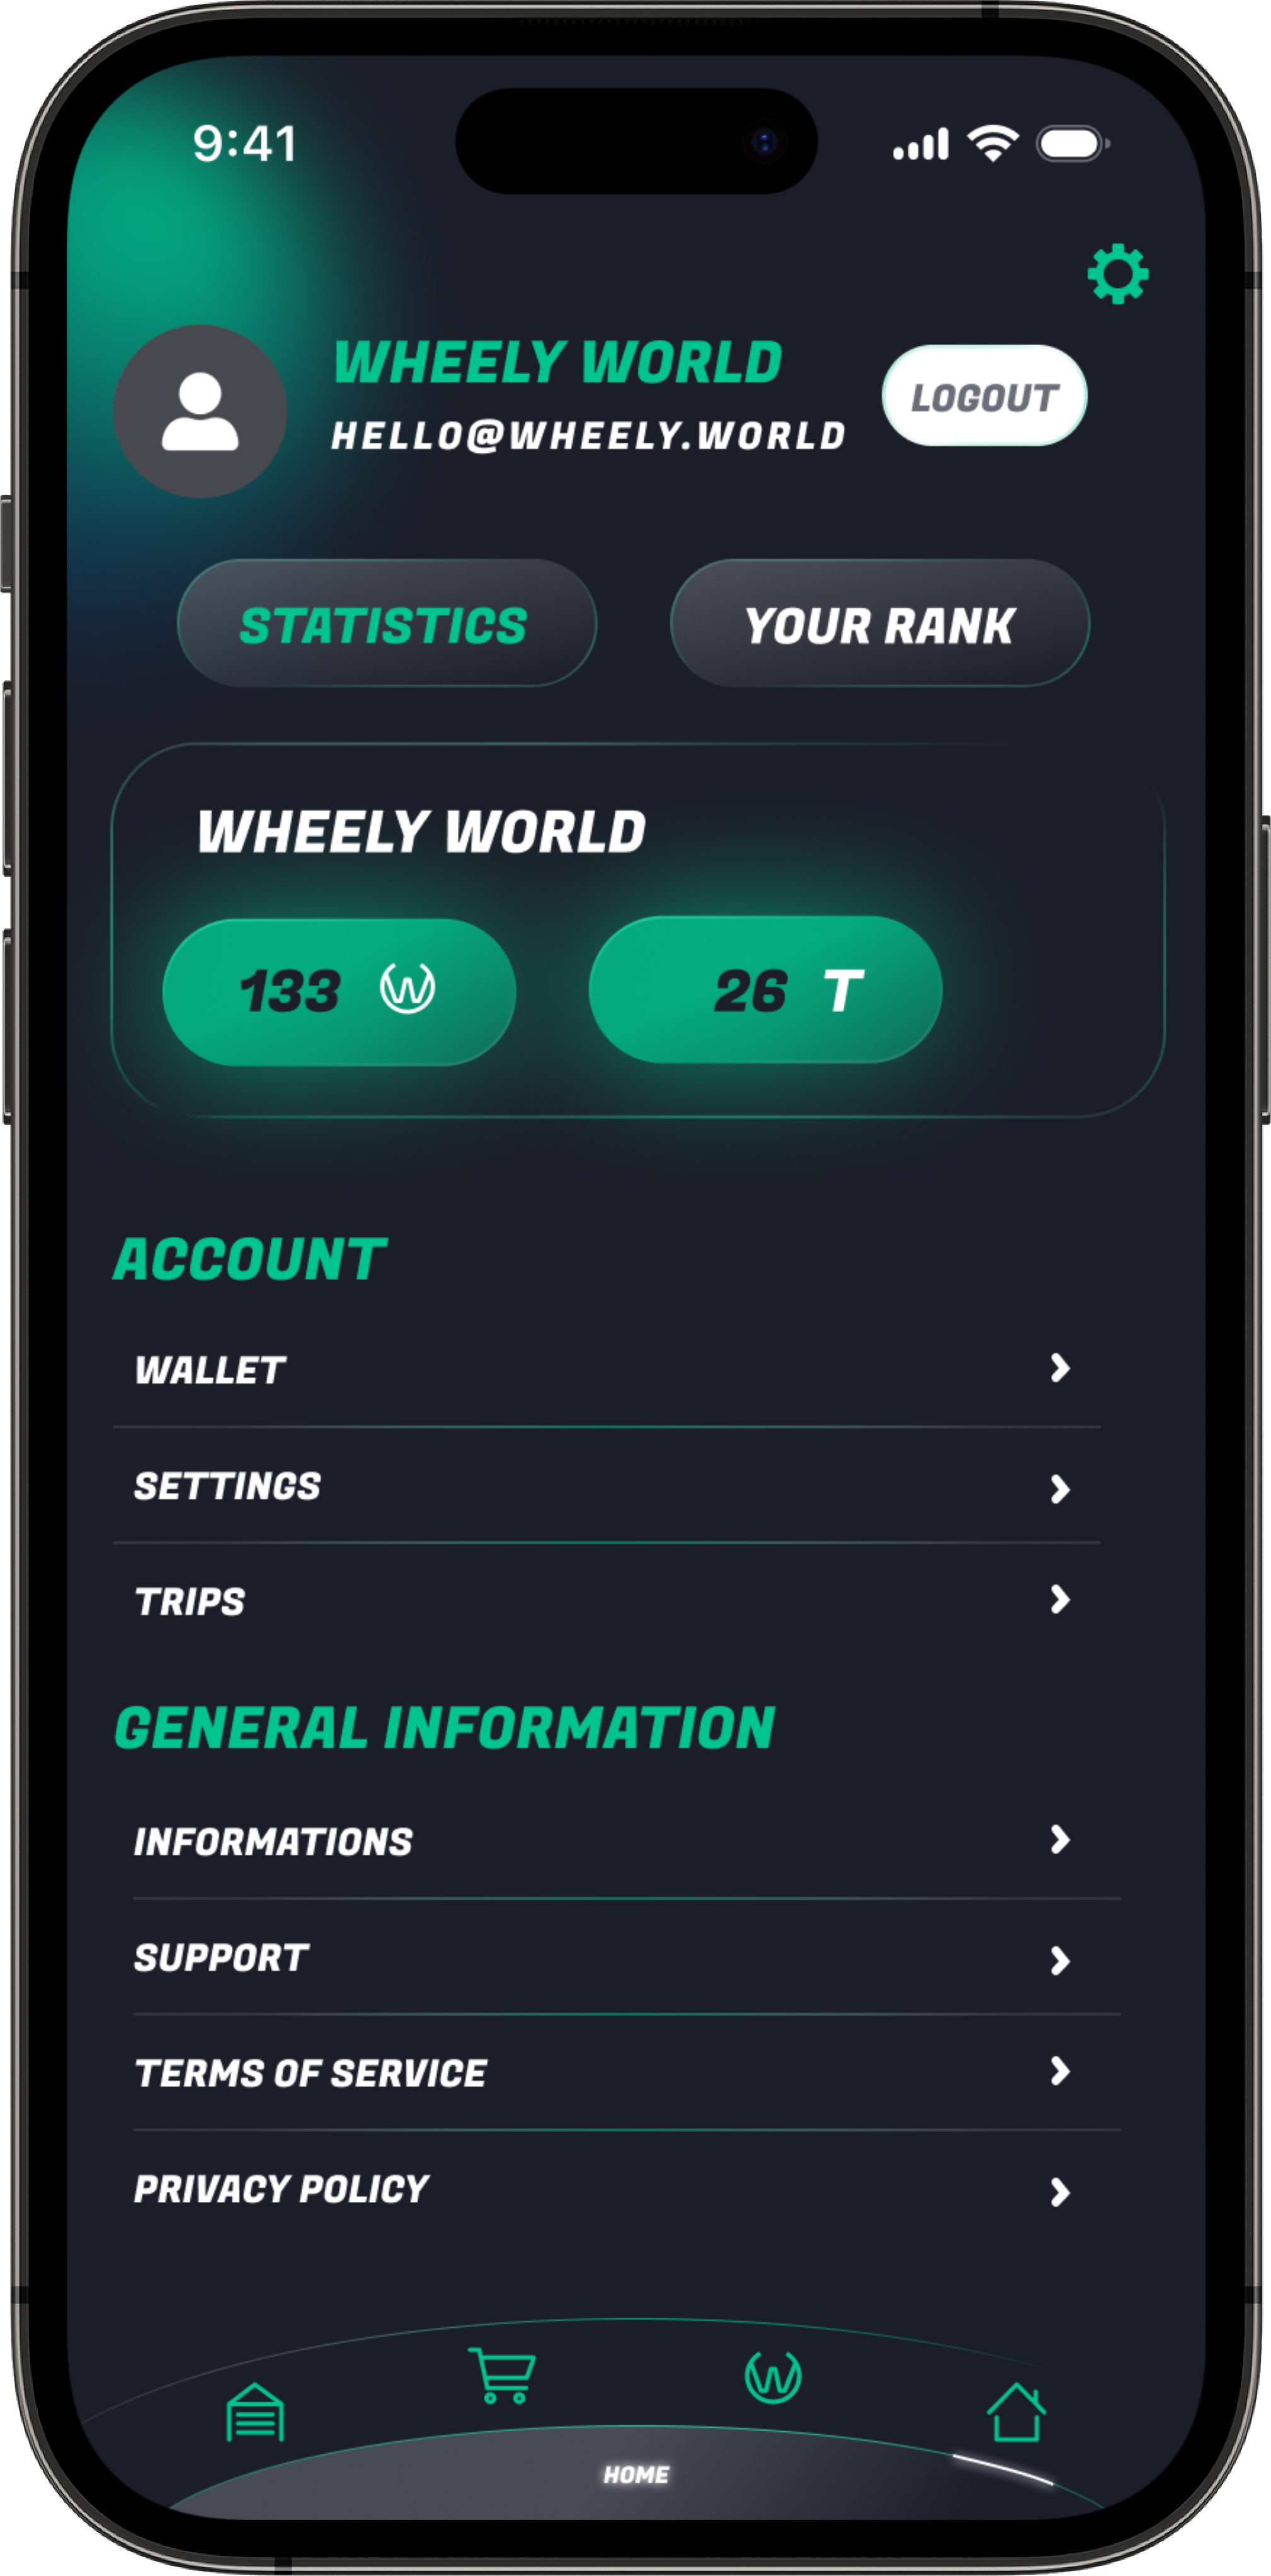 9:41
WHEELY WORLD
HELLO@WHEELY.WORLD
LOGOUT
STATISTICS
YOUR RANK
WHEELY WORLD
133 W
26 T
ACCOUNT
WALLET
SETTINGS
TRIPS
GENERAL INFORMATION
INFORMATIONS
SUPPORT
TERMS OF SERVICE
PRIVACY POLICY
W
HOME